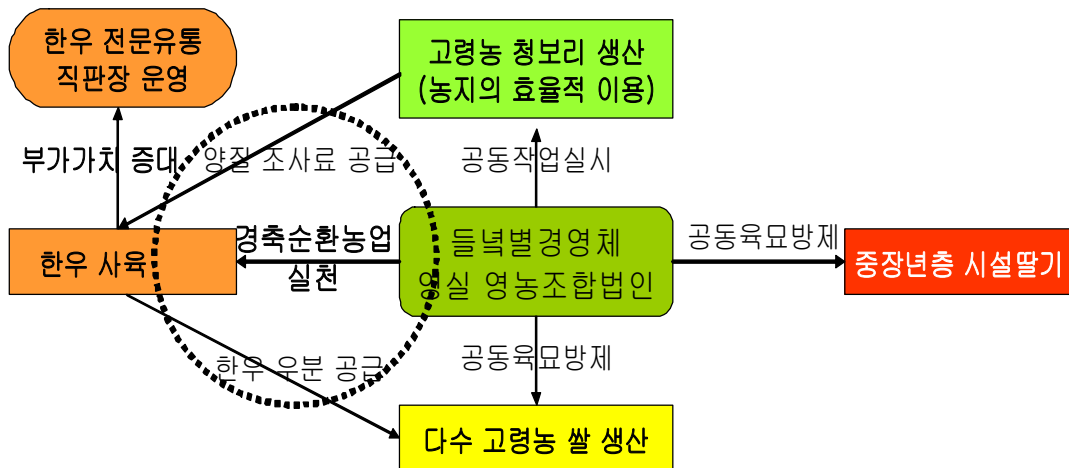 한우 전문유통
직판장 운영
고령농 청보리 생산
(농지의 효율적 이용)
부가가치 증대
양질 조사료 공급
공동작업실시
한우 사육
경축순환농업
실천
들녘별경영체
영실 영농조합법인
공동육묘방제
중장년층 시설딸기
한우 우분 공급
공동육묘방제
다수 고령농 쌀 생산